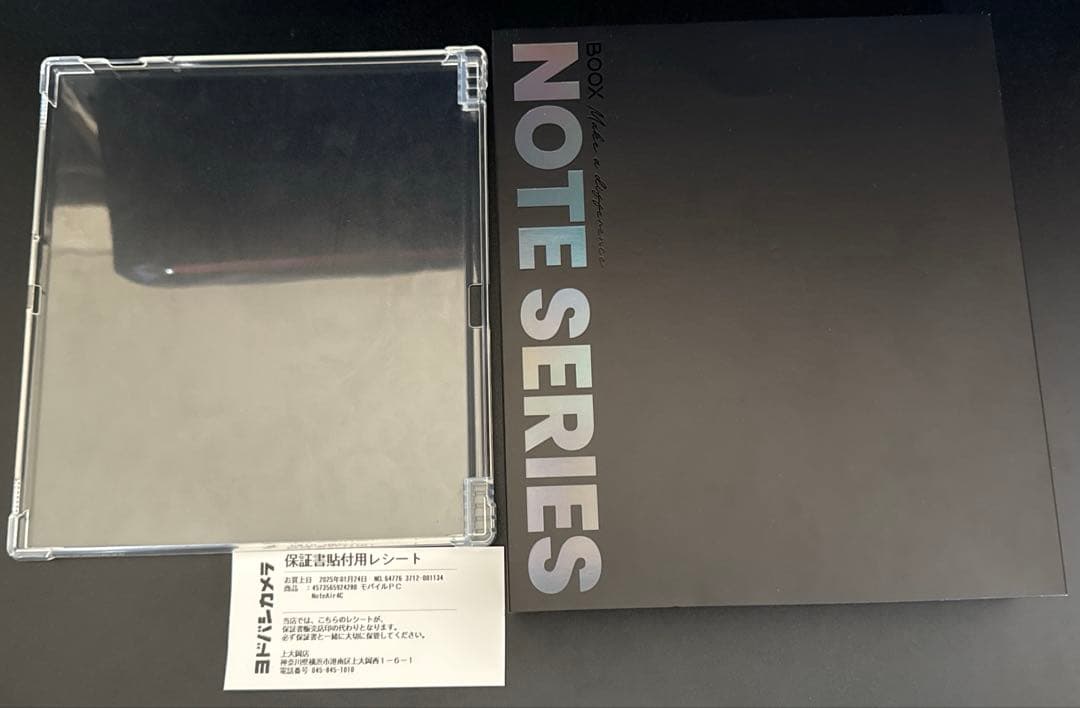 BOOX Make a difference
NOTE SERIES
ヨドバシカメラ
保証書貼付用レシート
お買上日 2025年01月24日 NO.64776 3712-001134
商品 :4573565924208 モバイルPC
NoteAir4C
当店では、こちらのレシートが、
保証書販売店印の代わりとなります。
必ず保証書と一緒に大切に保管してください。
上大岡店
神奈川県横浜市港南区上大岡西1-6-1
電話番号 045-845-1010